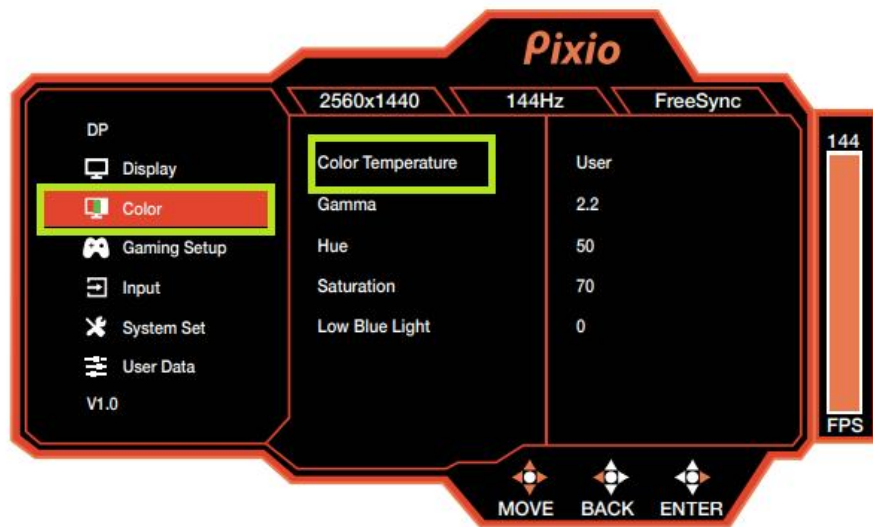 Pixio
2560x1440 144Hz FreeSync
DP
Display
Color
Gaming Setup
Input
System Set
User Data
V1.0
Color Temperature User
Gamma 2.2
Hue 50
Saturation 70
Low Blue Light 0
144
FPS
MOVE BACK ENTER